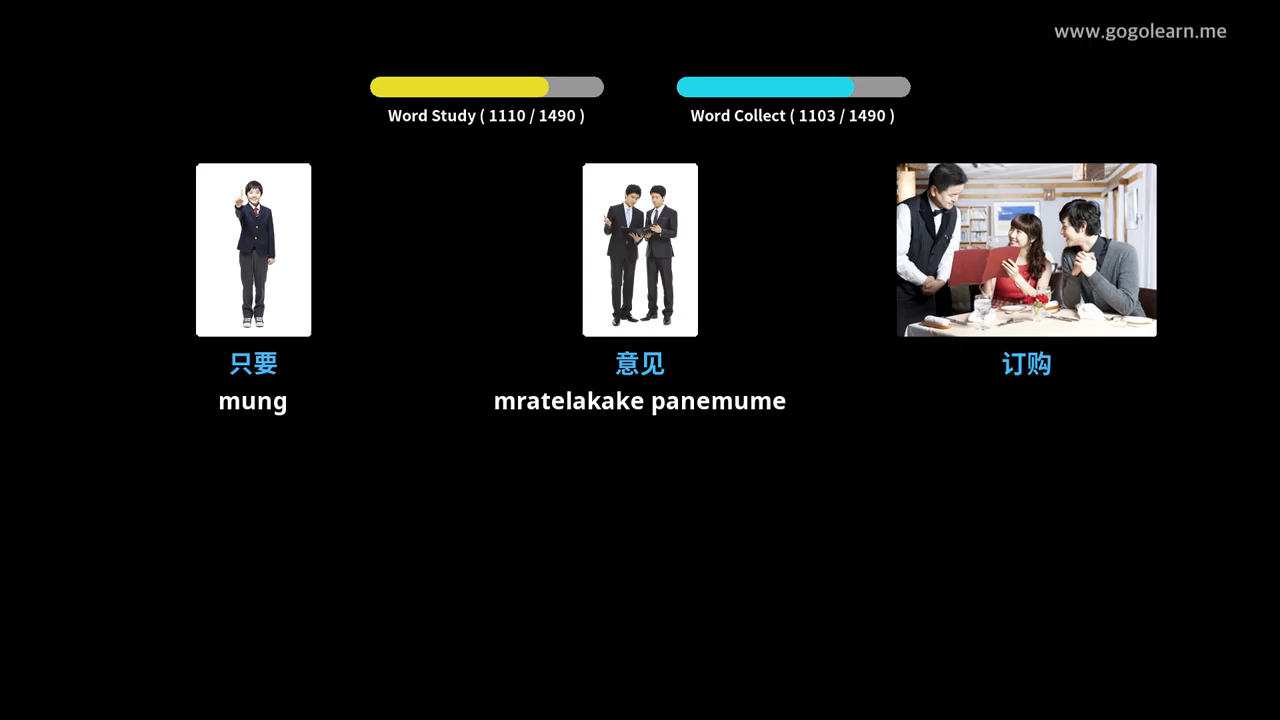 www.gogolearn.me
Word Study ( 1110 / 1490 )
Word Collect ( 1103 / 1490 )
只要
意见
订购
mung
mratelakake panemume